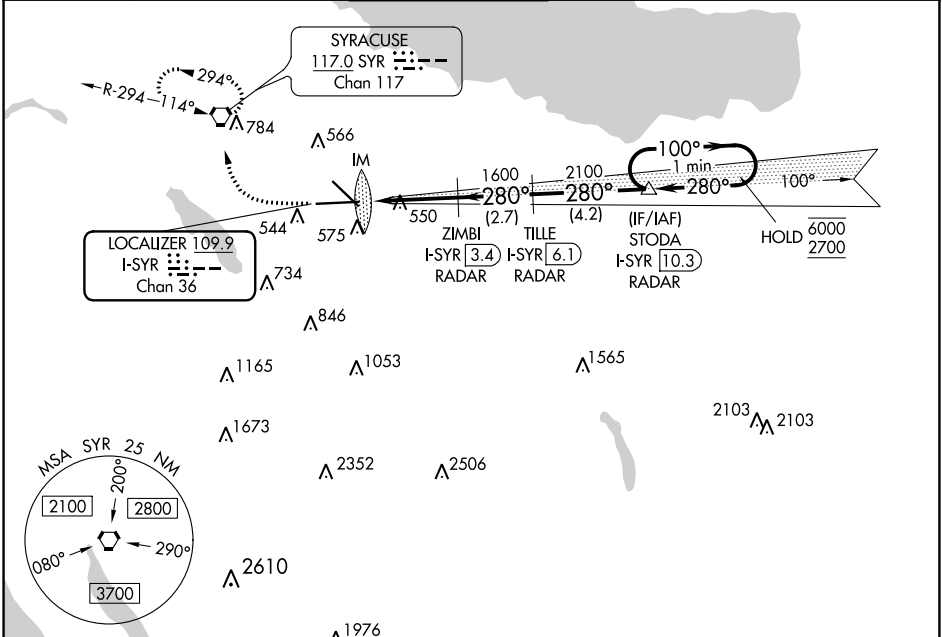 SYRACUSE
117.0 SYR
Chan 117
294°
R-294
114°
784
566
IM
1600
2100
100°
1 min
280°
280°
280°
100°
(2.7)
(4.2)
544
575
550
ZIMBI
I-SYR 3.4
RADAR
TILLE
I-SYR 6.1
RADAR
(IF/IAF)
STODA
I-SYR 10.3
RADAR
HOLD 6000
2700
LOCALIZER 109.9
I-SYR
Chan 36
734
846
1165
1053
1565
1673
2103
2103
2352
2506
MSA SYR 25 NM
200°
2100
2800
080°
290°
3700
2610
1976